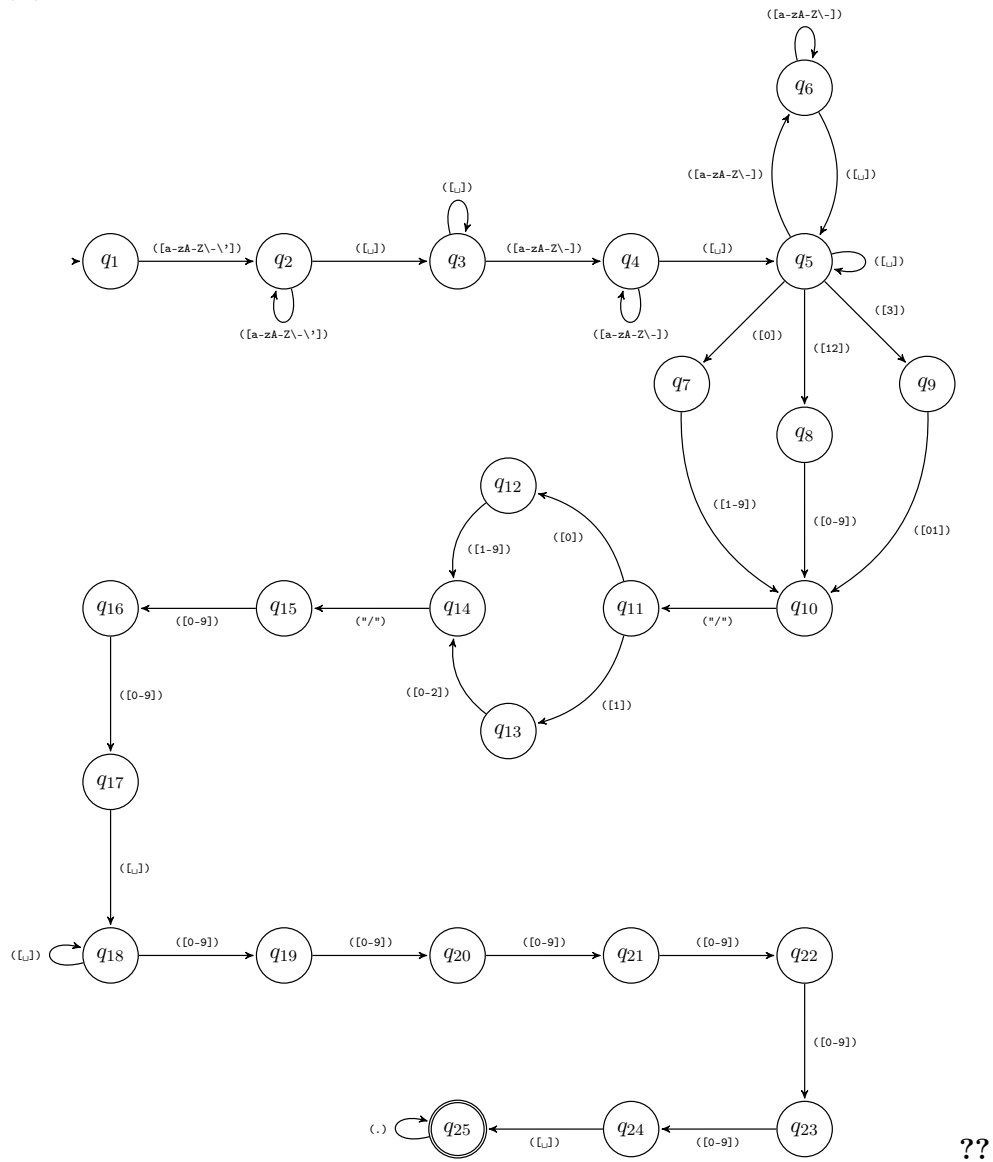 ([a-zA-Z\-])
q6
([a-zA-Z\-]) ([␣])
([␣])
q1 ([a-zA-Z\-\']) q2 ([␣]) q3 ([a-zA-Z\-]) q4 ([␣]) q5 ([␣])
([a-zA-Z\-\']) ([a-zA-Z\-])
([0]) ([12]) ([3])
q7 q9
q8
q12
([1-9]) ([0]) ([1-9]) ([0-9]) ([01])
q16 ([0-9]) q15 ("/") q14 q11 ("/") q10
([0-9]) ([0-2]) ([1])
q13
q17
([␣])
([␣]) q18 ([0-9]) q19 ([0-9]) q20 ([0-9]) q21 ([0-9]) q22
([0-9])
(.) q25 ([␣]) q24 ([0-9]) q23
??